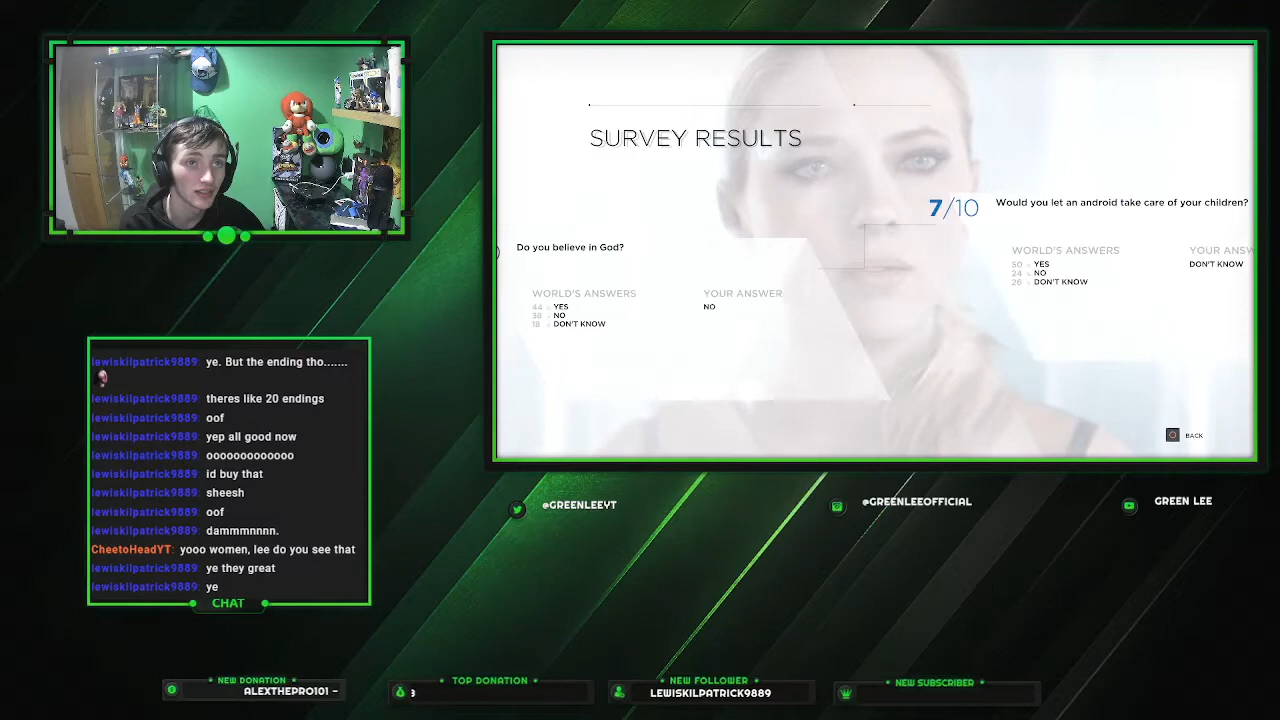 SURVEY RESULTS
7/10 Would you let an android take care of your children?
WORLD'S ANSWERS
50 YES
24 NO
26 DON'T KNOW
YOUR ANSW
DON'T KNOW
Do you believe in God?
WORLD'S ANSWERS
44 YES
38 NO
18 DON'T KNOW
YOUR ANSWER
NO
BACK
lewiskilpatrick9889: ye. But the ending tho.......
lewiskilpatrick9889: theres like 20 endings
lewiskilpatrick9889: oof
lewiskilpatrick9889: yep all good now
lewiskilpatrick9889: ooooooooooooo
lewiskilpatrick9889: id buy that
lewiskilpatrick9889: sheesh
lewiskilpatrick9889: oof
lewiskilpatrick9889: dammmnnnn.
CheetoHeadYT: yooo women, lee do you see that
lewiskilpatrick9889: ye they great
lewiskilpatrick9889: ye
CHAT
@GREENLEEYT
@GREENLEEOFFICIAL
GREEN LEE
NEW DONATION
ALEXTHEPRO101 -
TOP DONATION
NEW FOLLOWER
LEWISKILPATRICK9889
NEW SUBSCRIBER